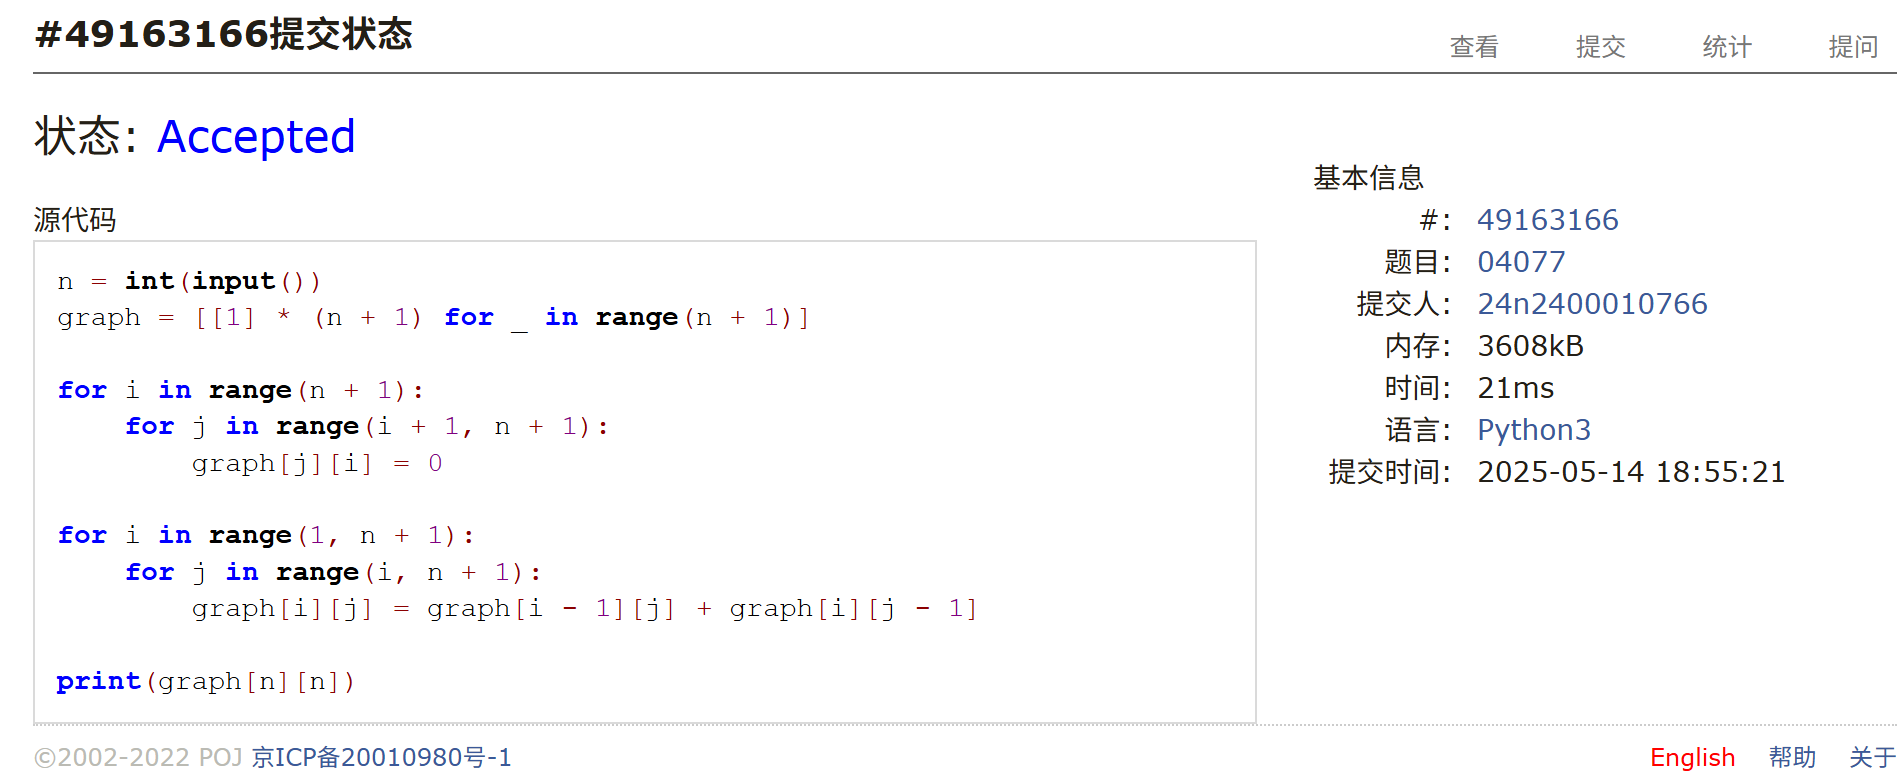 #49163166提交状态
查看 提交 统计 提问
状态: Accepted
源代码
n = int(input())
graph = [[1] * (n + 1) for _ in range(n + 1)]
for i in range(n + 1):
    for j in range(i + 1, n + 1):
        graph[j][i] = 0
for i in range(1, n + 1):
    for j in range(i, n + 1):
        graph[i][j] = graph[i - 1][j] + graph[i][j - 1]
print(graph[n][n])
基本信息
#: 49163166
题目: 04077
提交人: 24n2400010766
内存: 3608kB
时间: 21ms
语言: Python3
提交时间: 2025-05-14 18:55:21
©2002-2022 POJ 京ICP备20010980号-1
English 帮助 关于